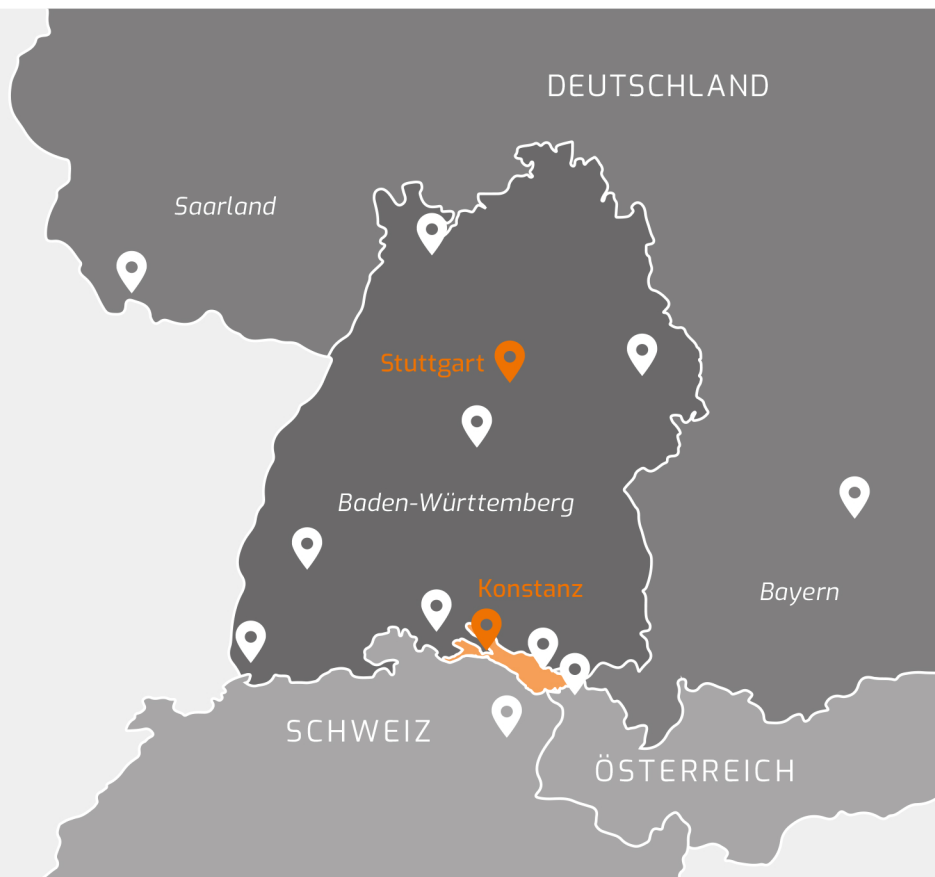 DEUTSCHLAND
Saarland
Stuttgart
Baden-Württemberg
Konstanz
Bayern
SCHWEIZ
ÖSTERREICH